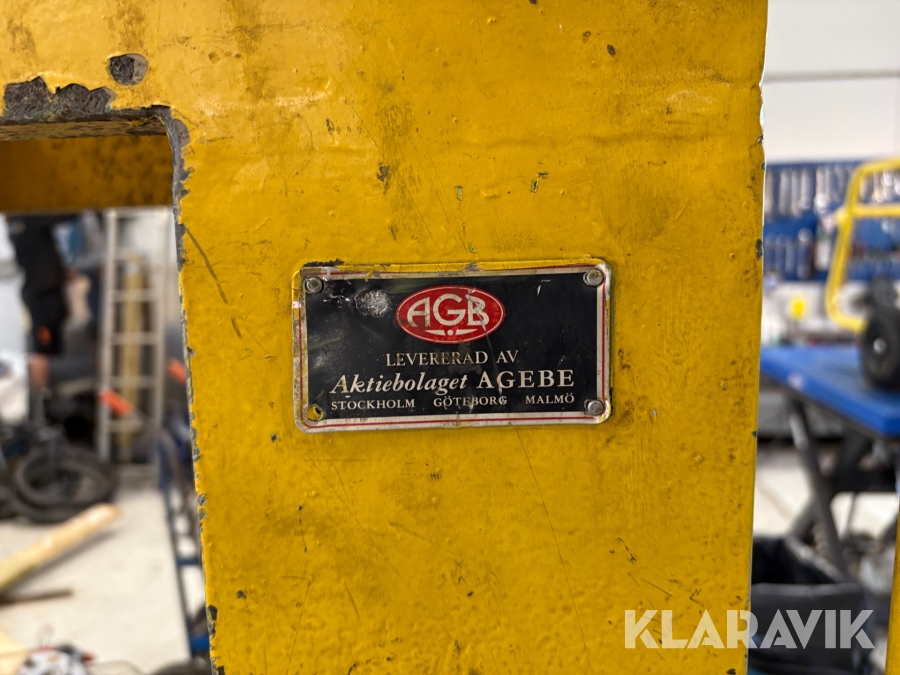 AGB
LEVERERAD AV
Aktiebolaget AGEBE
STOCKHOLM GÖTEBORG MALMÖ
KLARAVIK